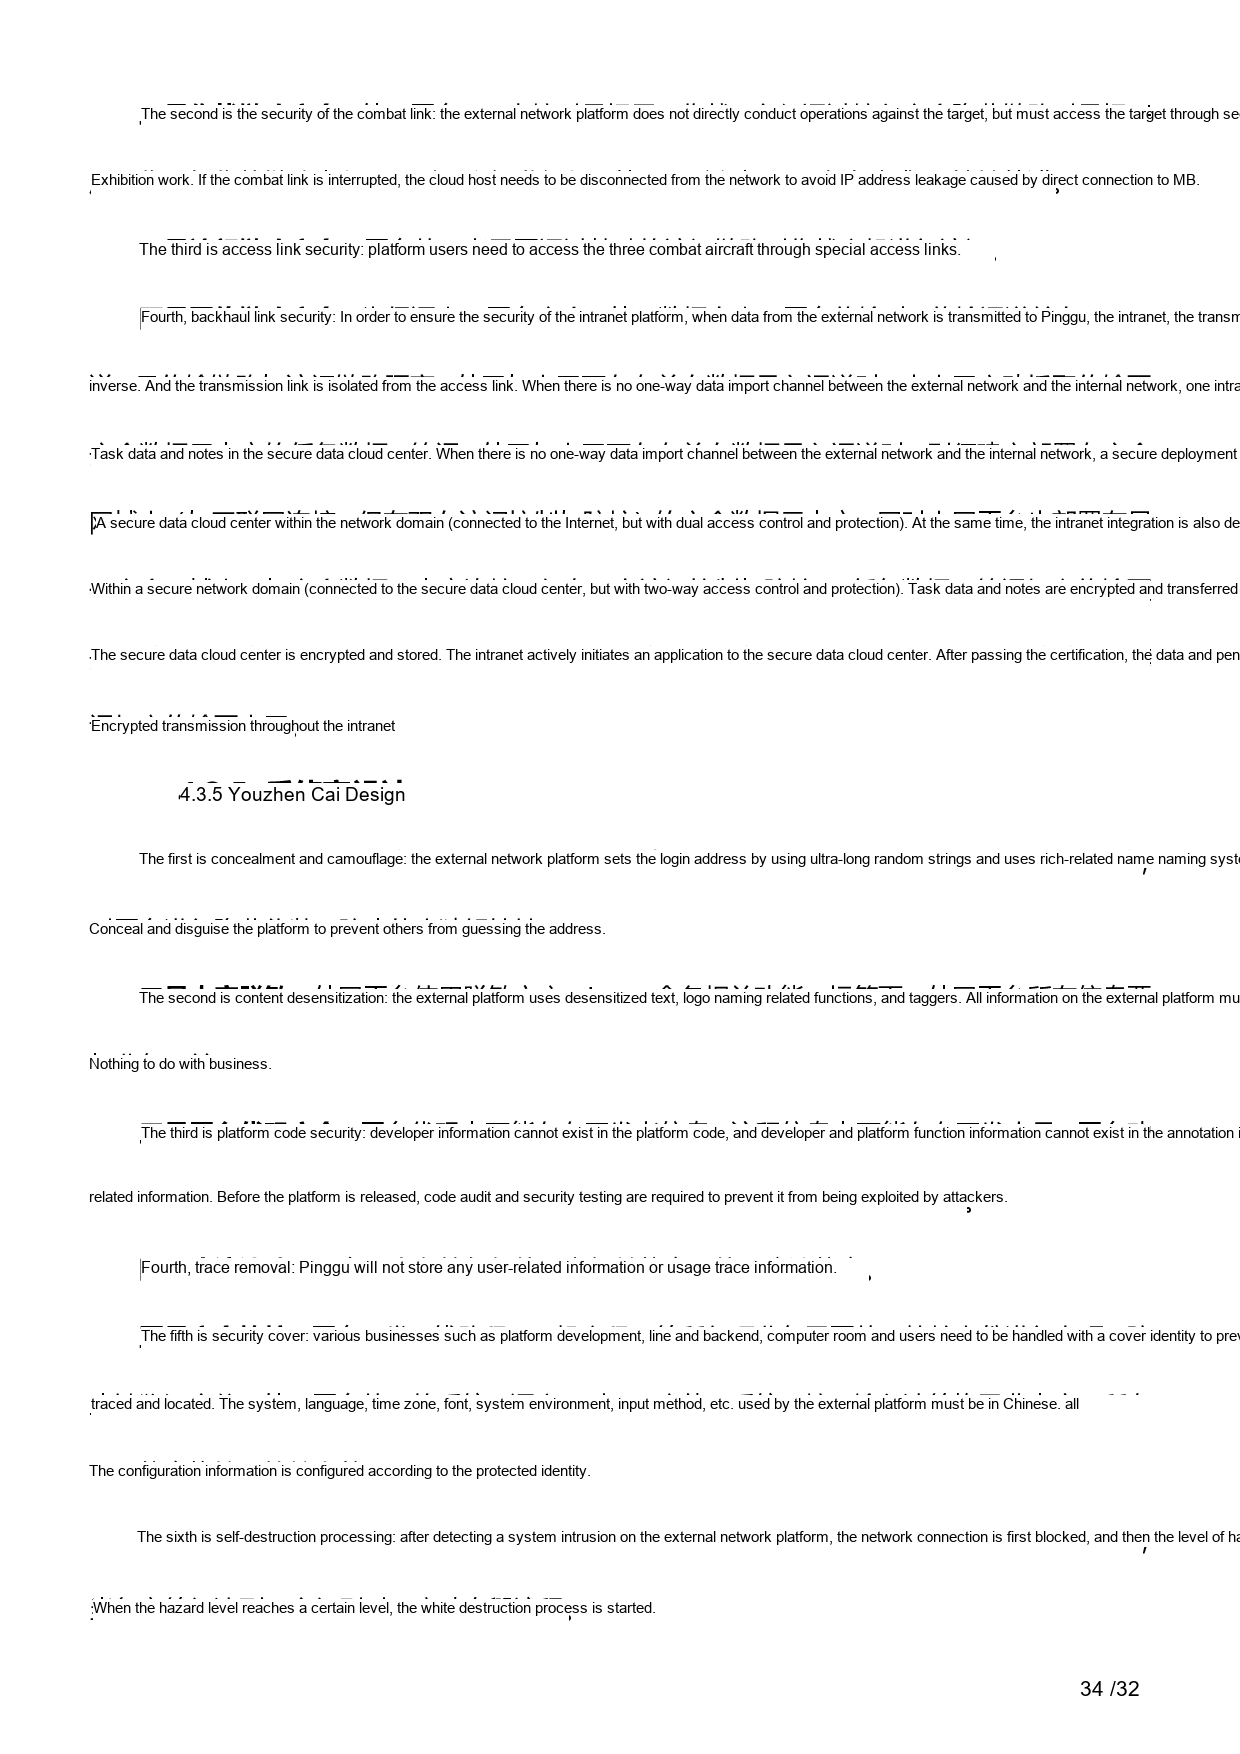 The second is the security of the combat link: the external network platform does not directly conduct operations against the target, but must access the target through se
Exhibition work. If the combat link is interrupted, the cloud host needs to be disconnected from the network to avoid IP address leakage caused by direct connection to MB.
The third is access link security: platform users need to access the three combat aircraft through special access links.
Fourth, backhaul link security: In order to ensure the security of the intranet platform, when data from the external network is transmitted to Pinggu, the intranet, the transm
inverse. And the transmission link is isolated from the access link. When there is no one-way data import channel between the external network and the internal network, one intra
Task data and notes in the secure data cloud center. When there is no one-way data import channel between the external network and the internal network, a secure deployment
A secure data cloud center within the network domain (connected to the Internet, but with dual access control and protection). At the same time, the intranet integration is also de
Within a secure network domain (connected to the secure data cloud center, but with two-way access control and protection). Task data and notes are encrypted and transferred
The secure data cloud center is encrypted and stored. The intranet actively initiates an application to the secure data cloud center. After passing the certification, the data and pen
Encrypted transmission throughout the intranet
4.3.5 Youzhen Cai Design
The first is concealment and camouflage: the external network platform sets the login address by using ultra-long random strings and uses rich-related name naming syste
Conceal and disguise the platform to prevent others from guessing the address.
The second is content desensitization: the external platform uses desensitized text, logo naming related functions, and taggers. All information on the external platform mu
Nothing to do with business.
The third is platform code security: developer information cannot exist in the platform code, and developer and platform function information cannot exist in the annotation i
related information. Before the platform is released, code audit and security testing are required to prevent it from being exploited by attackers.
Fourth, trace removal: Pinggu will not store any user-related information or usage trace information.
The fifth is security cover: various businesses such as platform development, line and backend, computer room and users need to be handled with a cover identity to prev
traced and located. The system, language, time zone, font, system environment, input method, etc. used by the external platform must be in Chinese. all
The configuration information is configured according to the protected identity.
The sixth is self-destruction processing: after detecting a system intrusion on the external network platform, the network connection is first blocked, and then the level of ha
When the hazard level reaches a certain level, the white destruction process is started.
34 /32